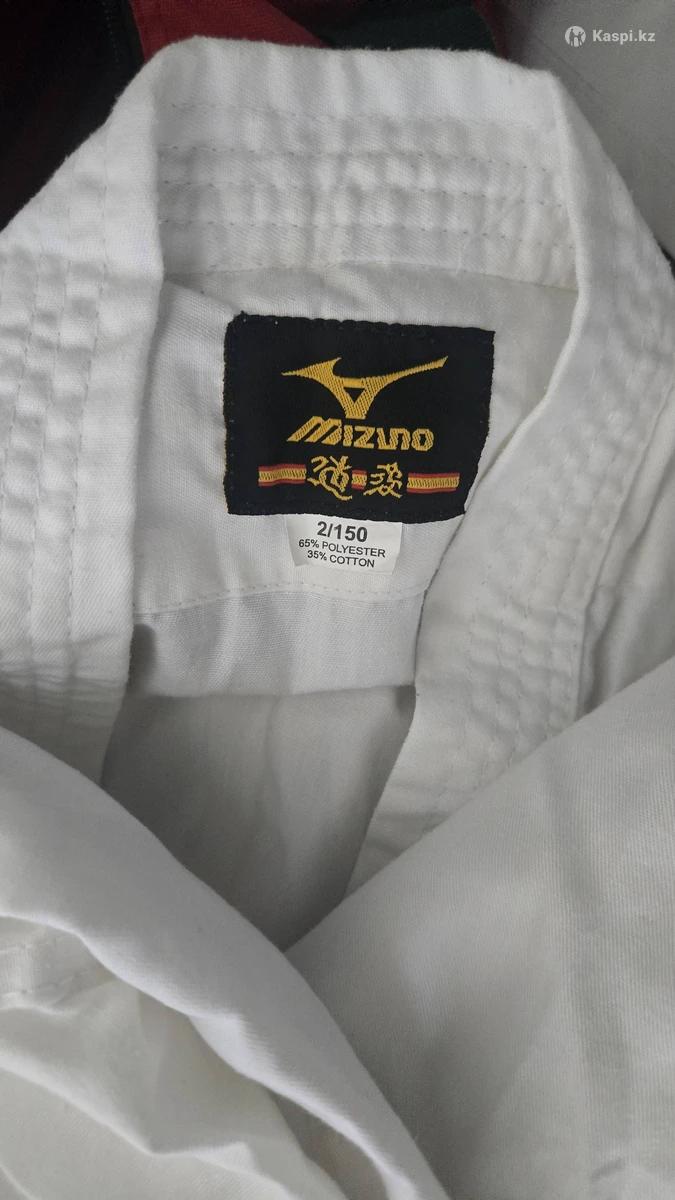 Kaspi.kz
MIZUNO
2/150
65% POLYESTER
35% COTTON